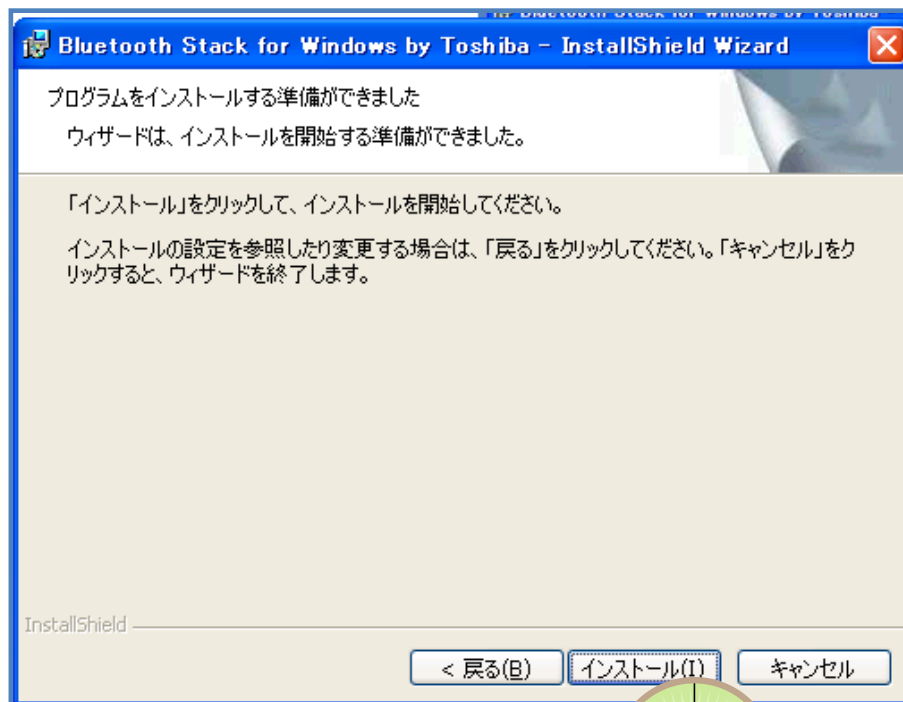 Bluetooth Stack for Windows by Toshiba
Bluetooth Stack for Windows by Toshiba - InstallShield Wizard
プログラムをインストールする準備ができました
ウィザードは、インストールを開始する準備ができました。
「インストール」をクリックして、インストールを開始してください。
インストールの設定を参照したり変更する場合は、「戻る」をクリックしてください。「キャンセル」をク
リックすると、ウィザードを終了します。
InstallShield
< 戻る(B)
インストール(I)
キャンセル